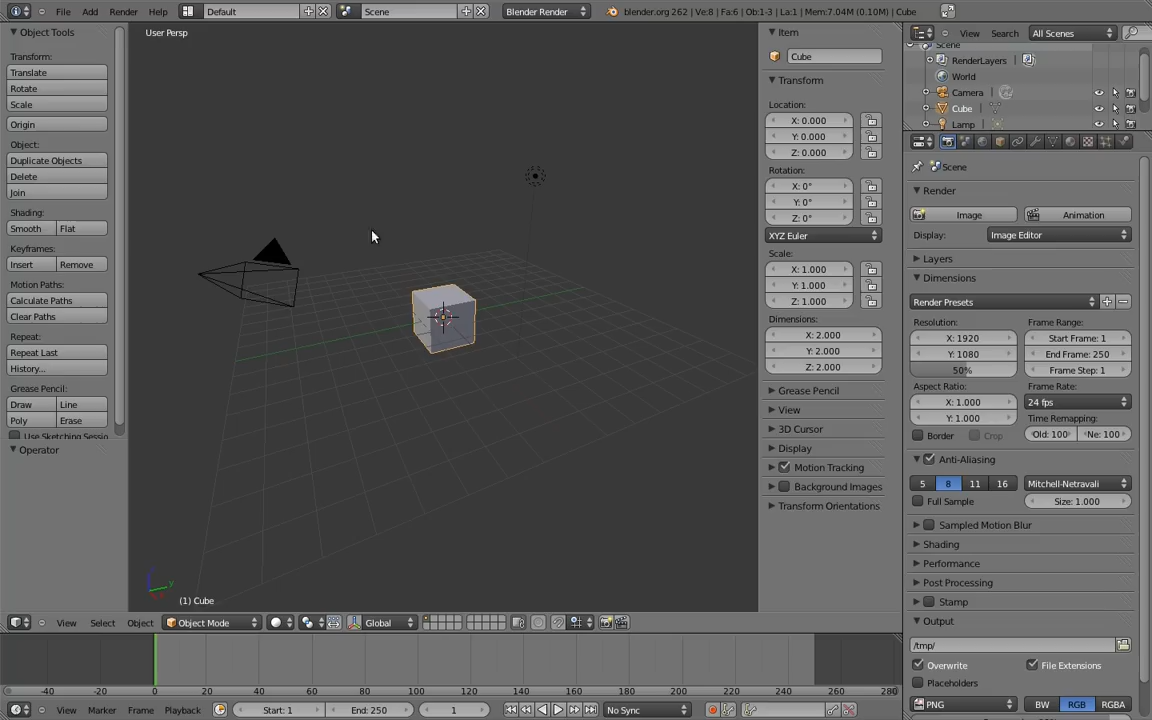 File Add Render Help Default Scene Blender Render blender.org 262 | Ve:8 | Fa:6 | Ob:1-3 | La:1 | Mem:7.04M (0.10M) | Cube
Object Tools
Transform:
Translate
Rotate
Scale
Origin
Object:
Duplicate Objects
Delete
Join
Shading:
Smooth Flat
Keyframes:
Insert Remove
Motion Paths:
Calculate Paths
Clear Paths
Repeat:
Repeat Last
History...
Grease Pencil:
Draw Line
Poly Erase
Use Sketching Sessio
Operator
User Persp
(1) Cube
y
View Select Object Object Mode Global
Item
Cube
Transform
Location:
X: 0.000
Y: 0.000
Z: 0.000
Rotation:
X: 0°
Y: 0°
Z: 0°
XYZ Euler
Scale:
X: 1.000
Y: 1.000
Z: 1.000
Dimensions:
X: 2.000
Y: 2.000
Z: 2.000
Grease Pencil
View
3D Cursor
Display
Motion Tracking
Background Images
Transform Orientations
View Search All Scenes
Scene
RenderLayers
World
Camera
Cube
Lamp
Scene
Render
Image Animation
Display: Image Editor
Layers
Dimensions
Render Presets
Resolution: Frame Range:
X: 1920 Start Frame: 1
Y: 1080 End Frame: 250
50% Frame Step: 1
Aspect Ratio: Frame Rate:
X: 1.000 24 fps
Y: 1.000 Time Remapping:
Border Crop Old: 100 Ne: 100
Anti-Aliasing
5 8 11 16 Mitchell-Netravali
Full Sample Size: 1.000
Sampled Motion Blur
Shading
Performance
Post Processing
Stamp
Output
/tmp/
Overwrite File Extensions
Placeholders
PNG BW RGB RGBA
-40 -20 0 20 40 60 80 100 120 140 160 180 200 220 240 260 280
View Marker Frame Playback Start: 1 End: 250 1 No Sync